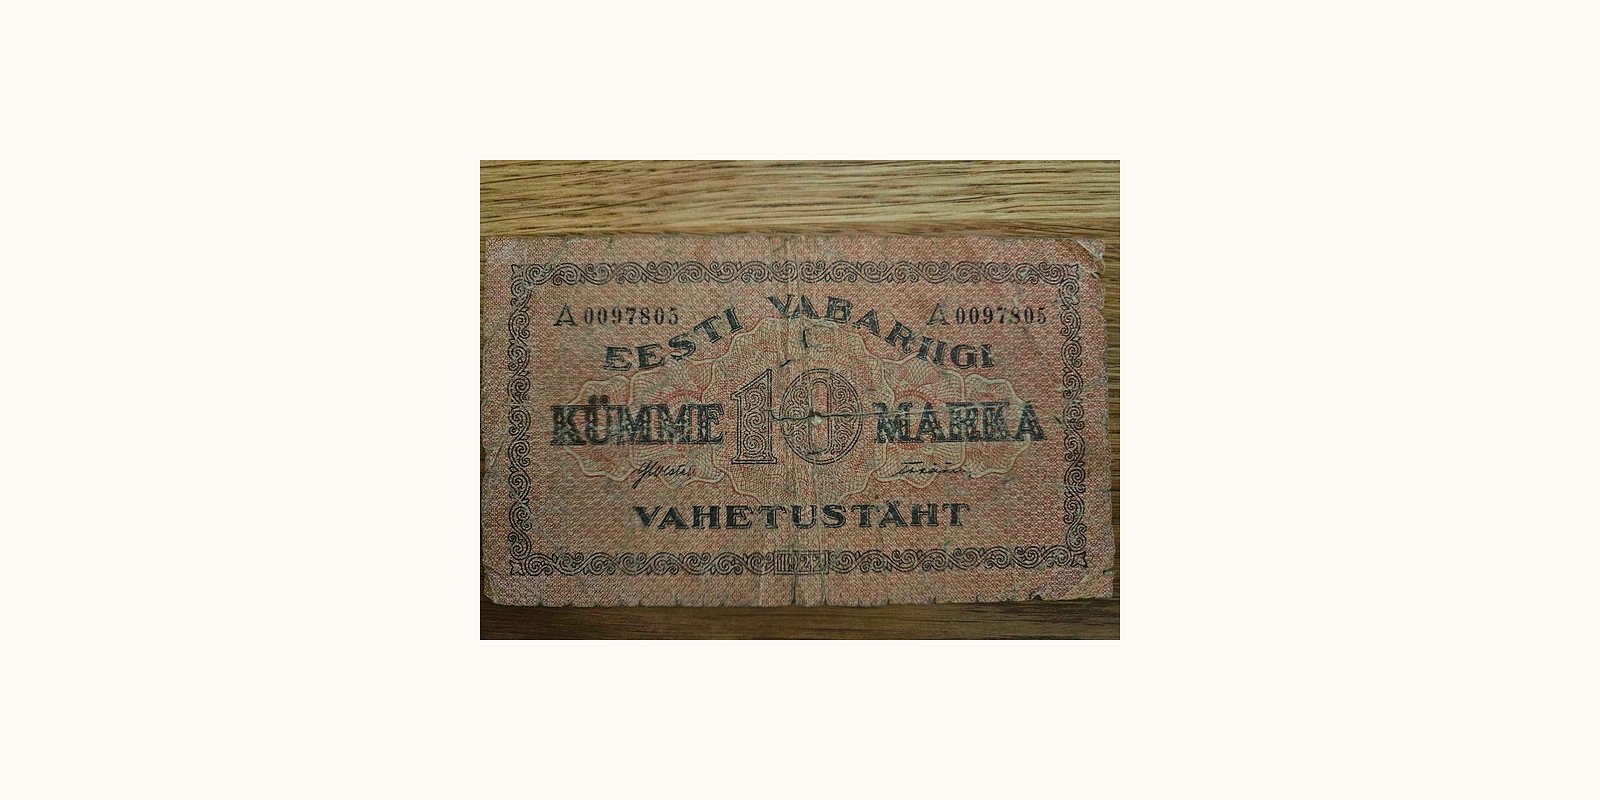 A 0097805 A 0097805
EESTI VABARIIGI
KÜMME 10 MARKA
VAHETUSTÄHT
1922